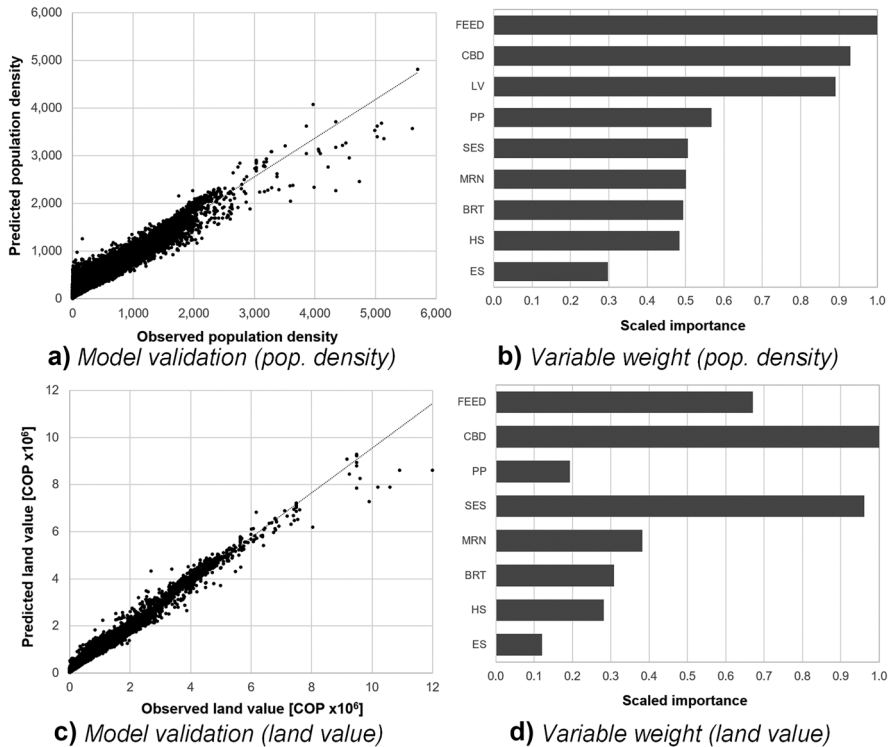 6,000
5,000
4,000
3,000
2,000
1,000
0
Predicted population density
0 1,000 2,000 3,000 4,000 5,000 6,000
Observed population density
a) Model validation (pop. density)
FEED
CBD
LV
PP
SES
MRN
BRT
HS
ES
0.0 0.1 0.2 0.3 0.4 0.5 0.6 0.7 0.8 0.9 1.0
Scaled importance
b) Variable weight (pop. density)
12
10
8
6
4
2
0
Predicted land value [COP x10⁶]
0 2 4 6 8 10 12
Observed land value [COP x10⁶]
c) Model validation (land value)
FEED
CBD
PP
SES
MRN
BRT
HS
ES
0.0 0.1 0.2 0.3 0.4 0.5 0.6 0.7 0.8 0.9 1.0
Scaled importance
d) Variable weight (land value)